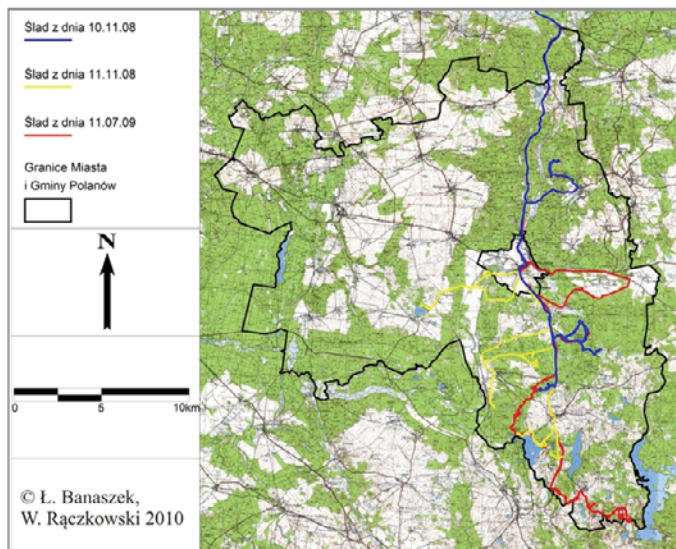 Ślad z dnia 10.11.08
Ślad z dnia 11.11.08
Ślad z dnia 11.07.09
Granice Miasta
i Gminy Polanów
N
0 5 10km
© Ł. Banaszek,
W. Rączkowski 2010